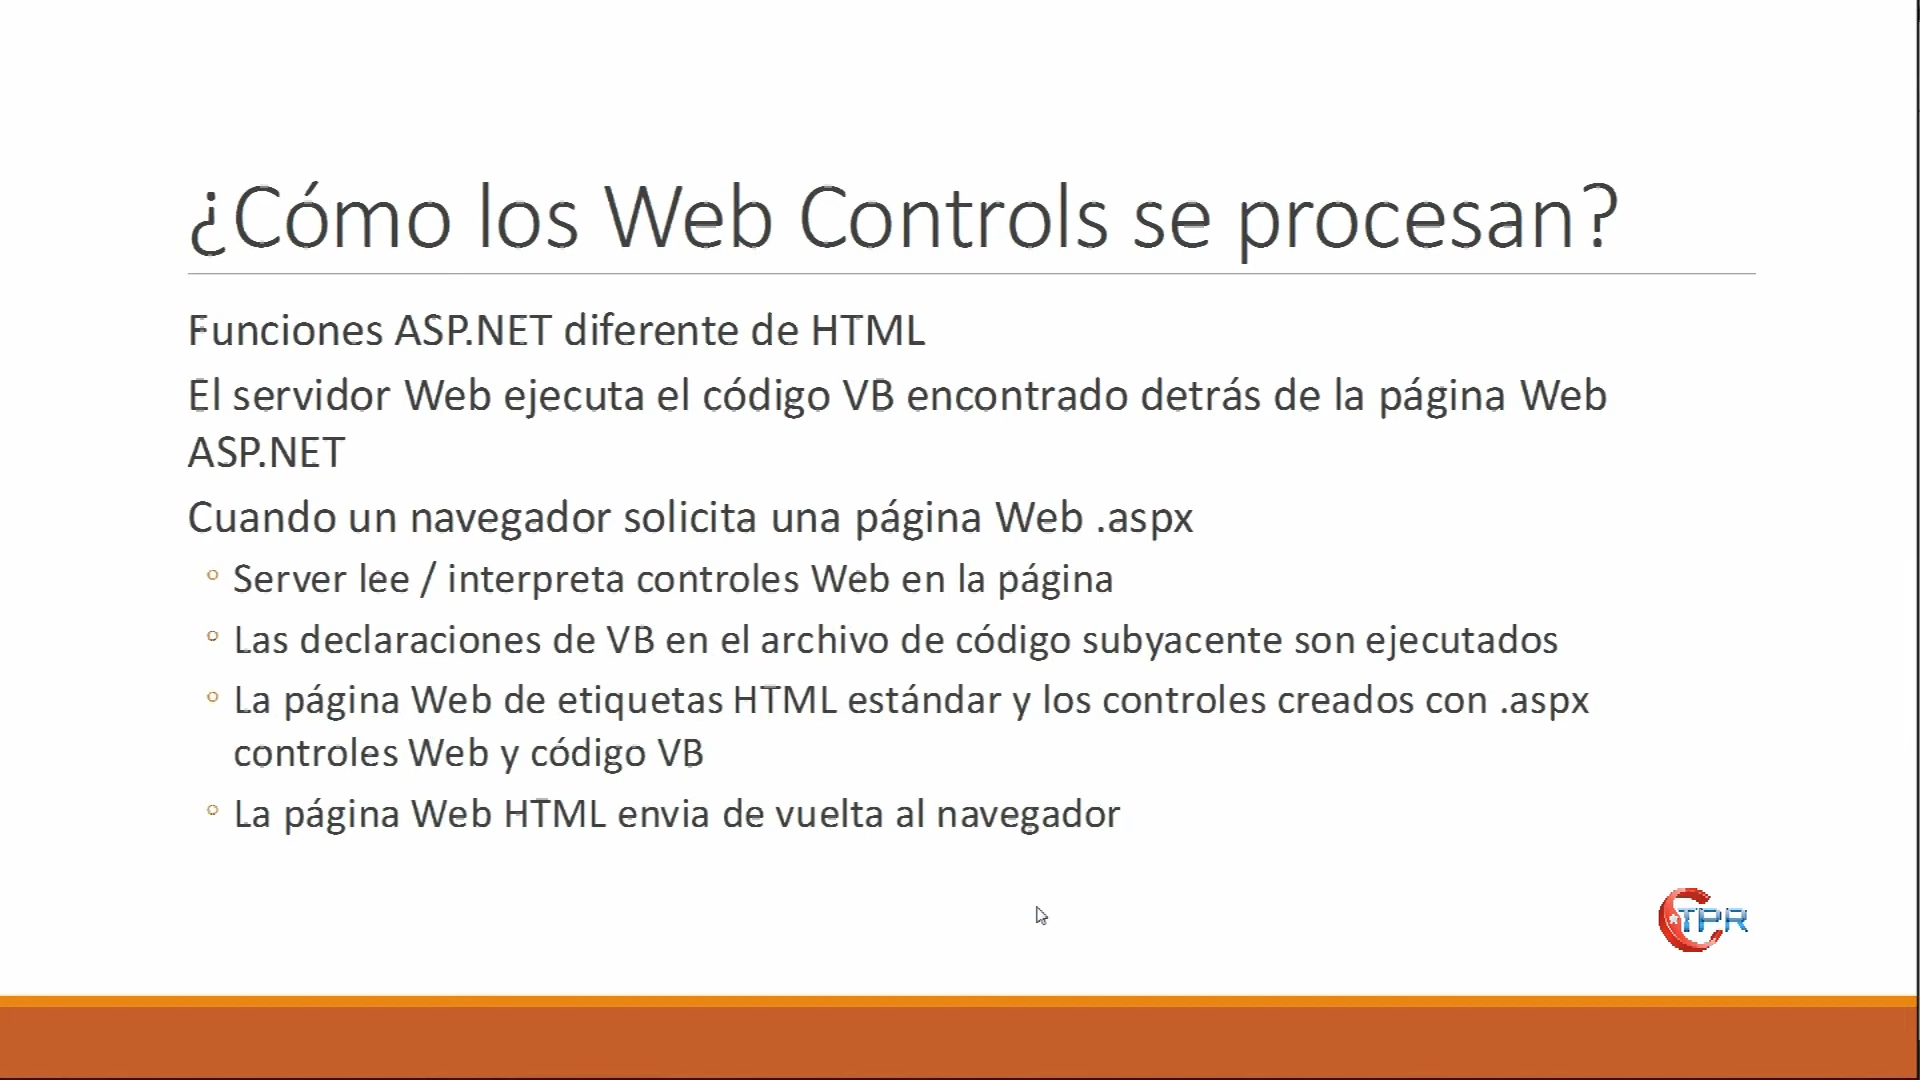 ¿Cómo los Web Controls se procesan?
Funciones ASP.NET diferente de HTML
El servidor Web ejecuta el código VB encontrado detrás de la página Web
ASP.NET
Cuando un navegador solicita una página Web .aspx
◦ Server lee / interpreta controles Web en la página
◦ Las declaraciones de VB en el archivo de código subyacente son ejecutados
◦ La página Web de etiquetas HTML estándar y los controles creados con .aspx
controles Web y código VB
◦ La página Web HTML envia de vuelta al navegador
CTPR